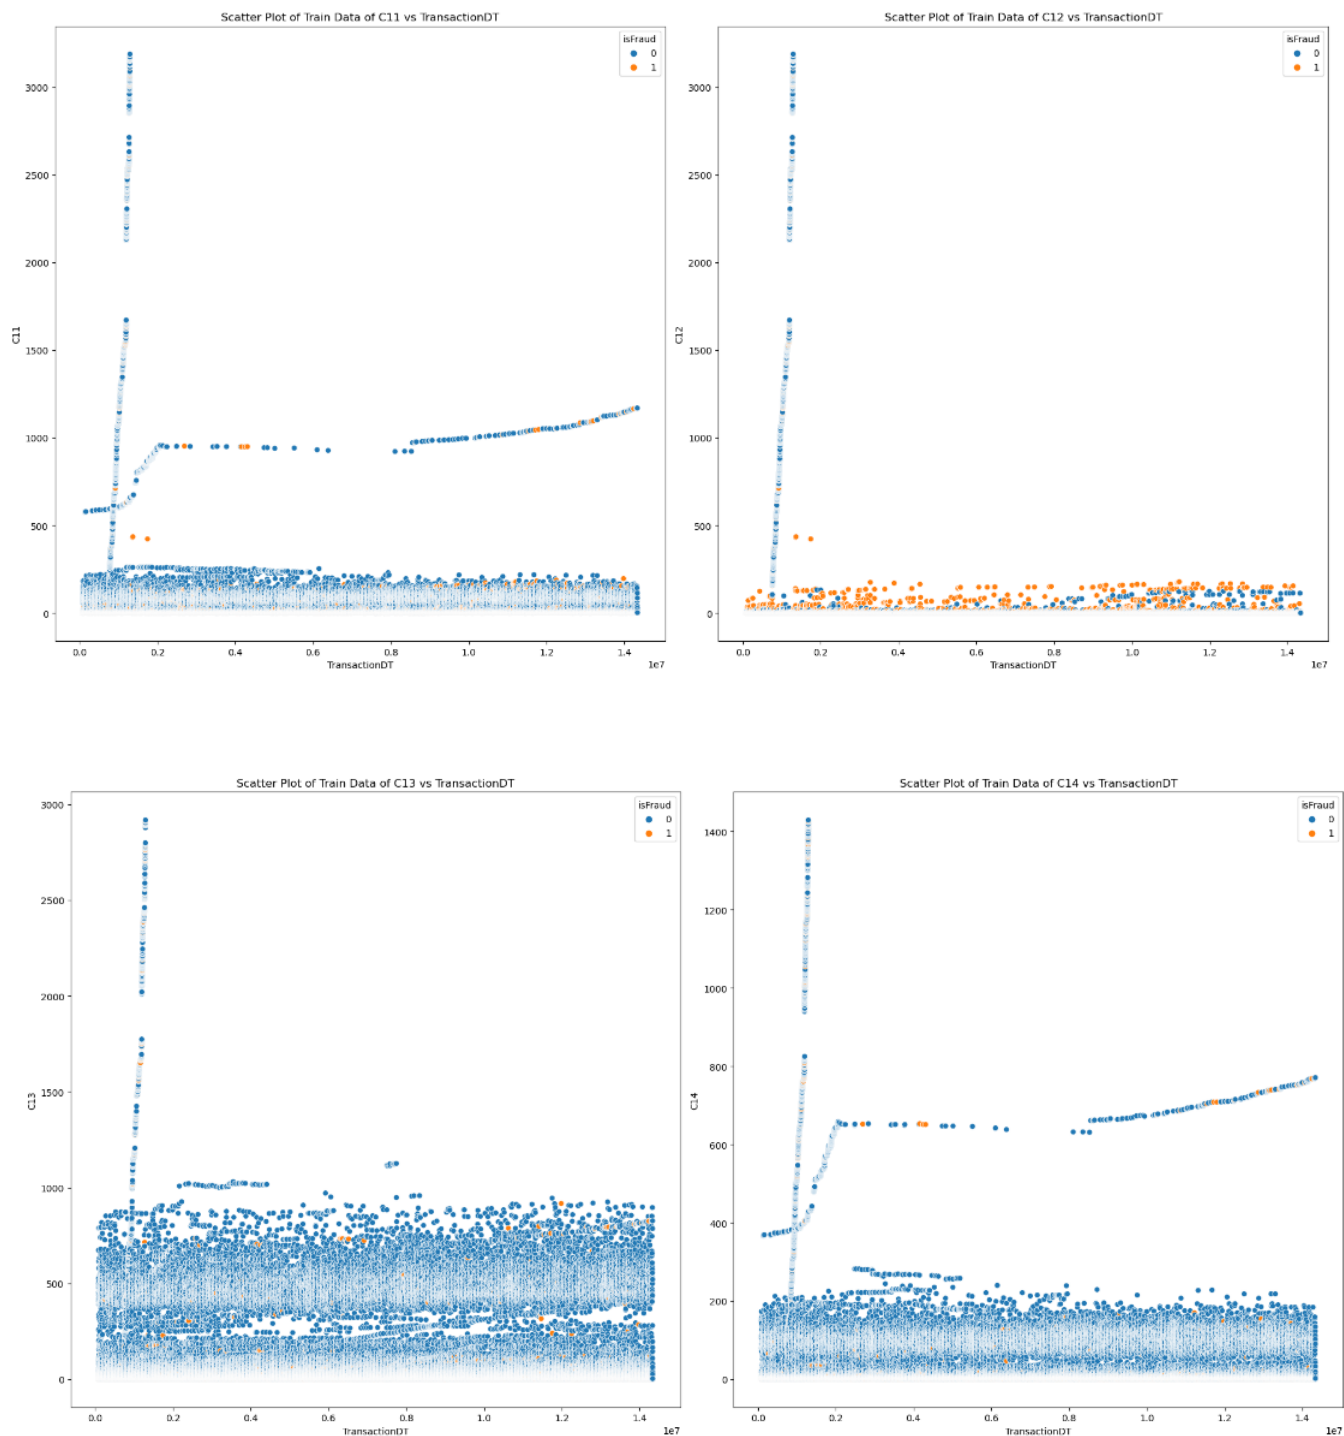 Scatter Plot of Train Data of C11 vs TransactionDT
isFraud
0
1
3000
2500
2000
1500
1000
500
0
C11
0.0 0.2 0.4 0.6 0.8 1.0 1.2 1.4
1e7
TransactionDT
Scatter Plot of Train Data of C12 vs TransactionDT
isFraud
0
1
3000
2500
2000
1500
1000
500
0
C12
0.0 0.2 0.4 0.6 0.8 1.0 1.2 1.4
1e7
TransactionDT
Scatter Plot of Train Data of C13 vs TransactionDT
isFraud
0
1
3000
2500
2000
1500
1000
500
0
C13
0.0 0.2 0.4 0.6 0.8 1.0 1.2 1.4
1e7
TransactionDT
Scatter Plot of Train Data of C14 vs TransactionDT
isFraud
0
1
1400
1200
1000
800
600
400
200
0
C14
0.0 0.2 0.4 0.6 0.8 1.0 1.2 1.4
1e7
TransactionDT